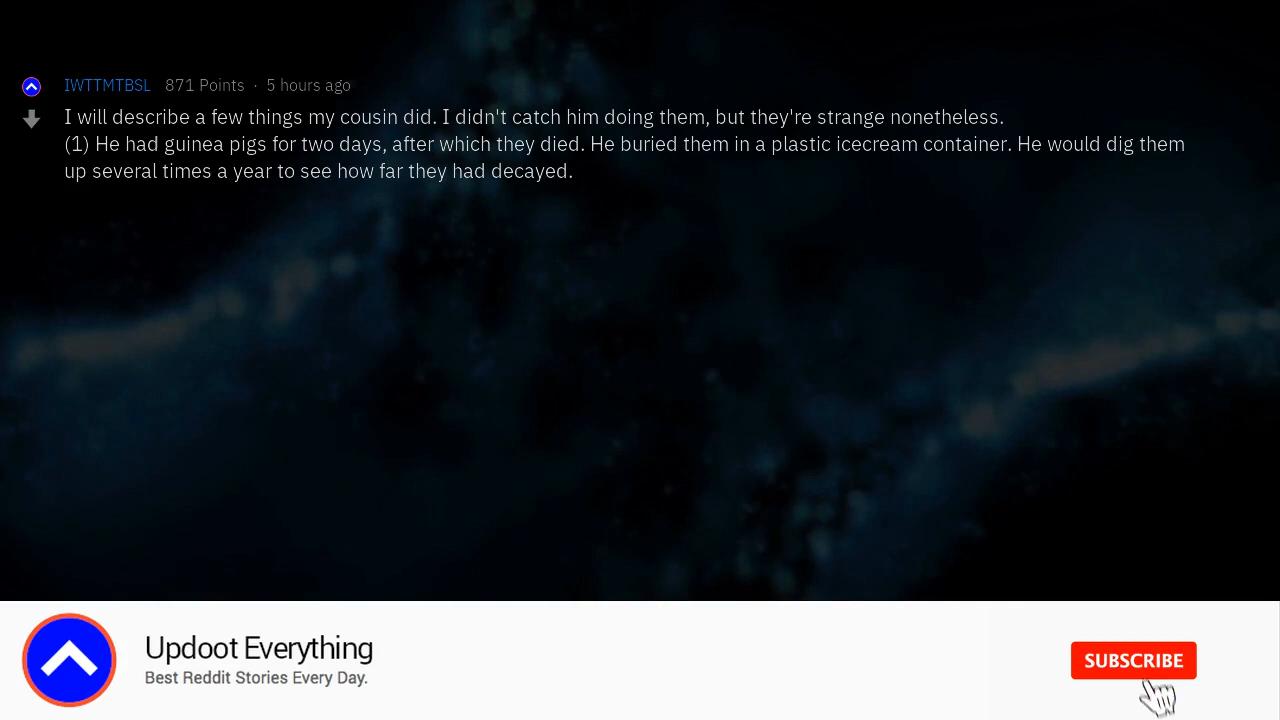 IWTTMTBSL 871 Points · 5 hours ago
I will describe a few things my cousin did. I didn't catch him doing them, but they're strange nonetheless.
(1) He had guinea pigs for two days, after which they died. He buried them in a plastic icecream container. He would dig them
up several times a year to see how far they had decayed.
Updoot Everything
Best Reddit Stories Every Day.
SUBSCRIBE